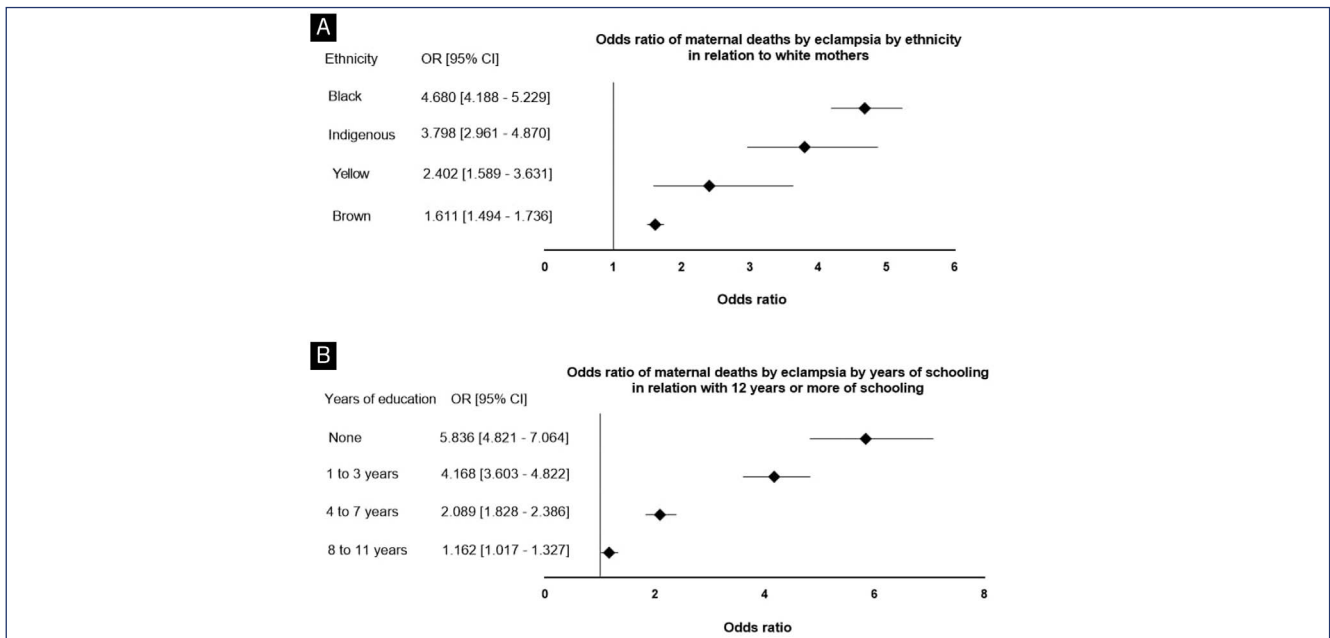 A
Odds ratio of maternal deaths by eclampsia by ethnicity
in relation to white mothers
Ethnicity OR [95% CI]
Black 4.680 [4.188 - 5.229]
Indigenous 3.798 [2.961 - 4.870]
Yellow 2.402 [1.589 - 3.631]
Brown 1.611 [1.494 - 1.736]
0 1 2 3 4 5 6
Odds ratio
B
Odds ratio of maternal deaths by eclampsia by years of schooling
in relation with 12 years or more of schooling
Years of education OR [95% CI]
None 5.836 [4.821 - 7.064]
1 to 3 years 4.168 [3.603 - 4.822]
4 to 7 years 2.089 [1.828 - 2.386]
8 to 11 years 1.162 [1.017 - 1.327]
0 2 4 6 8
Odds ratio